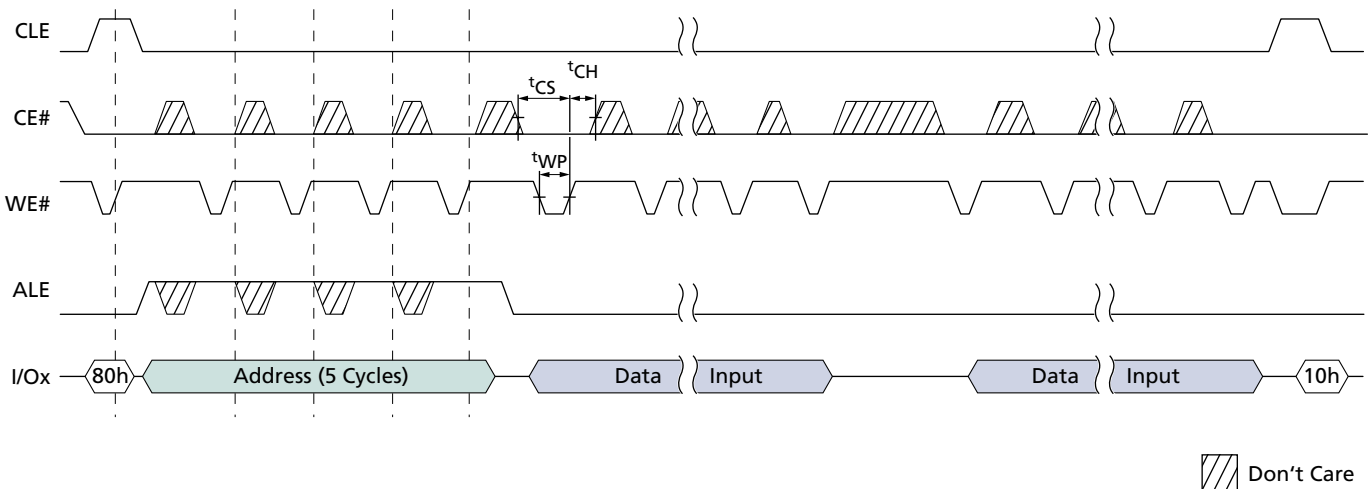 CLE
tCS
tCH
CE#
tWP
WE#
ALE
I/Ox
80h
Address (5 Cycles)
Data
Input
Data
Input
10h
Don't Care